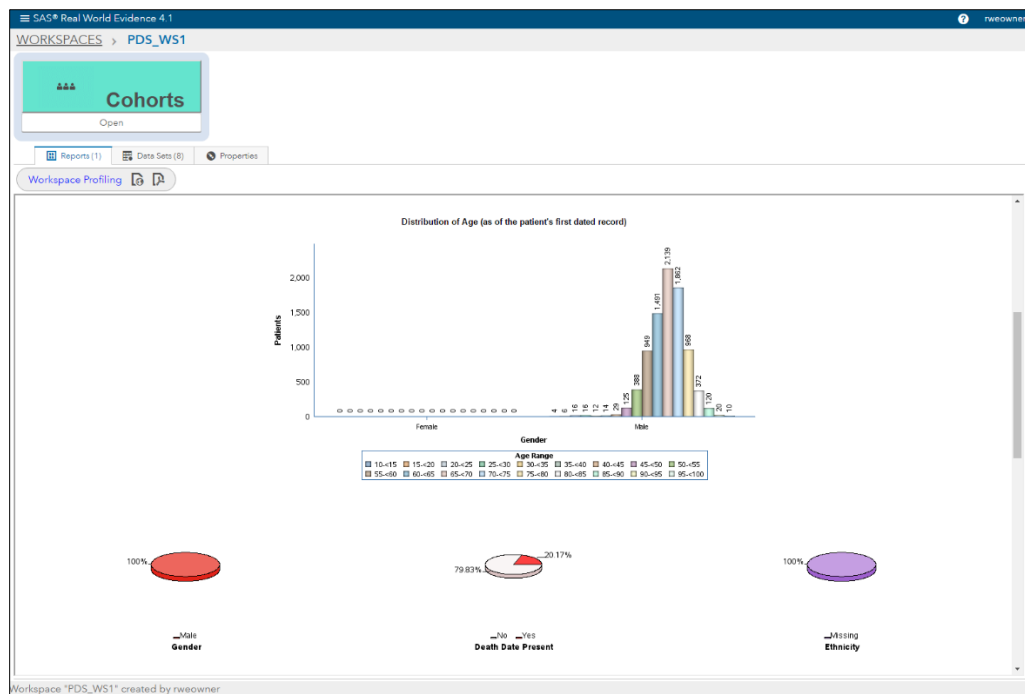 SAS® Real World Evidence 4.1
rweowner
WORKSPACES > PDS_WS1
Cohorts
Open
Reports (1) Data Sets (8) Properties
Workspace Profiling
Distribution of Age (as of the patient's first dated record)
Patients
2,000
1,500
1,000
500
0
0 0 0 0 0 0 0 0 0 0 0 0 0 0 0 0 0 0
4 6 16 16 12 14 29 125 388 949 1,491 2,139 1,862 968 372 120 20 10
Female Male
Gender
Age Range
10-<15 15-<20 20-<25 25-<30 30-<35 35-<40 40-<45 45-<50 50-<55
55-<60 60-<65 65-<70 70-<75 75-<80 80-<85 85-<90 90-<95 95-<100
100%
79.83% 20.17%
100%
Male
Gender
No Yes
Death Date Present
Missing
Ethnicity
Workspace "PDS_WS1" created by rweowner